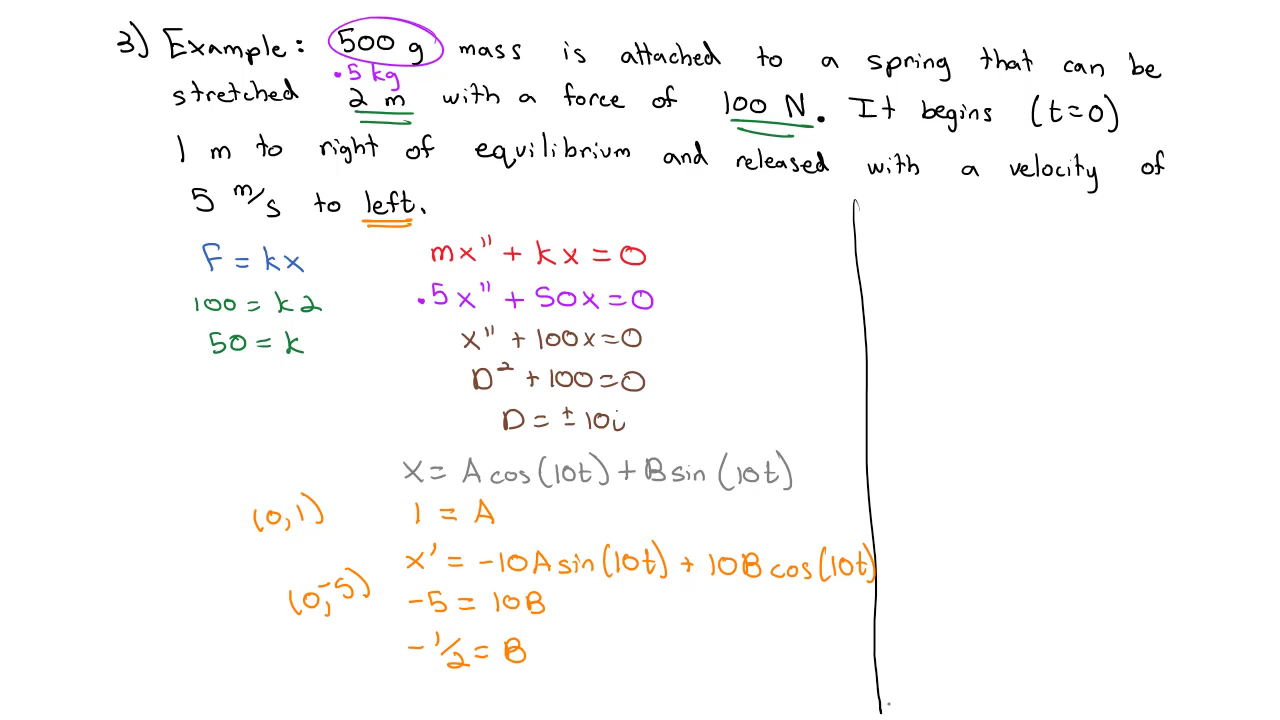 3) Example: 500 g mass is attached to a spring that can be
.5 kg
stretched 2 m with a force of 100 N. It begins (t=0)
1 m to right of equilibrium and released with a velocity of
5 m/s to left.
F = kx
100 = k2
50 = k
mx" + kx = 0
.5x" + 50x = 0
x" + 100x = 0
D² + 100 = 0
D = ± 10i
x = A cos(10t) + B sin(10t)
(0,1) 1 = A
x' = -10A sin(10t) + 10B cos(10t)
(0,-5) -5 = 10B
-1/2 = B